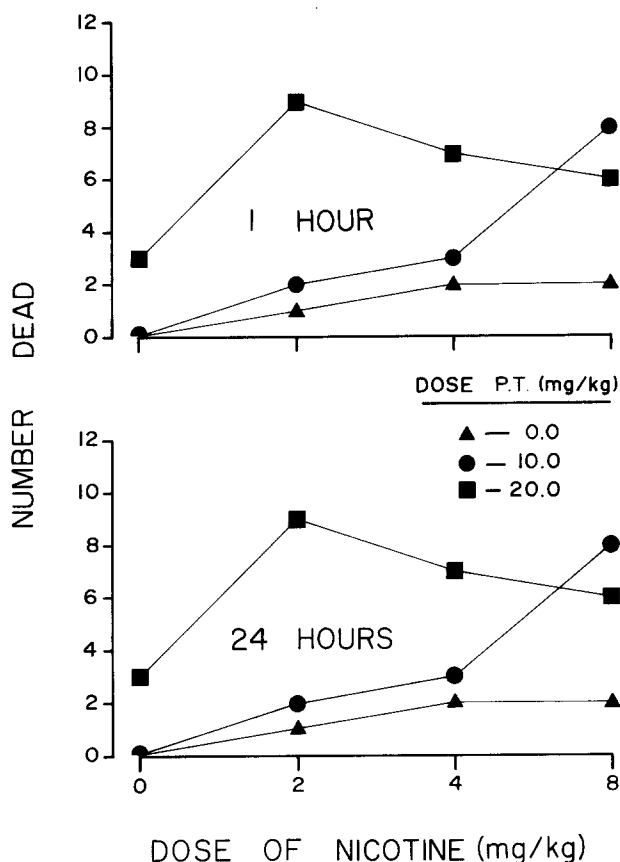 12
10
8
6
4
2
0
1 HOUR
NUMBER DEAD
DOSE P.T. (mg/kg)
▲ — 0.0
● — 10.0
■ — 20.0
12
10
8
6
4
2
0
24 HOURS
0 2 4 8
DOSE OF NICOTINE (mg/kg)